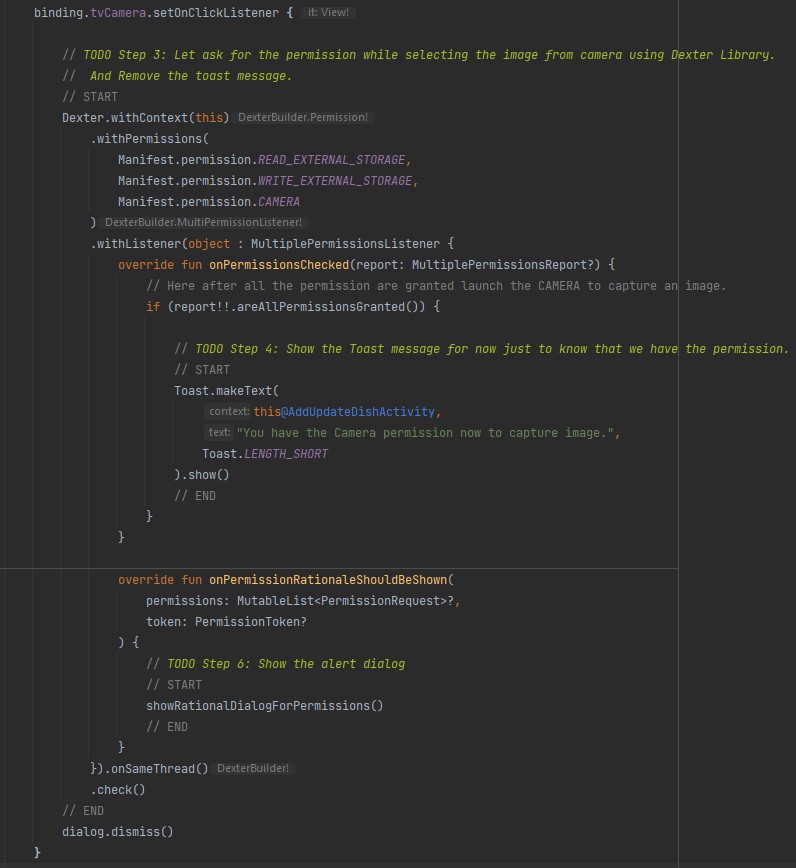 binding.tvCamera.setOnClickListener { it: View!
// TODO Step 3: Let ask for the permission while selecting the image from camera using Dexter Library.
//  And Remove the toast message.
// START
Dexter.withContext(this) DexterBuilder.Permission!
.withPermissions(
Manifest.permission.READ_EXTERNAL_STORAGE,
Manifest.permission.WRITE_EXTERNAL_STORAGE,
Manifest.permission.CAMERA
) DexterBuilder.MultiPermissionListener!
.withListener(object : MultiplePermissionsListener {
override fun onPermissionsChecked(report: MultiplePermissionsReport?) {
// Here after all the permission are granted launch the CAMERA to capture an image.
if (report!!.areAllPermissionsGranted()) {
// TODO Step 4: Show the Toast message for now just to know that we have the permission.
// START
Toast.makeText(
context: this@AddUpdateDishActivity,
text: "You have the Camera permission now to capture image.",
Toast.LENGTH_SHORT
).show()
// END
}
}
override fun onPermissionRationaleShouldBeShown(
permissions: MutableList<PermissionRequest>?,
token: PermissionToken?
) {
// TODO Step 6: Show the alert dialog
// START
showRationalDialogForPermissions()
// END
}
}).onSameThread() DexterBuilder!
.check()
// END
dialog.dismiss()
}